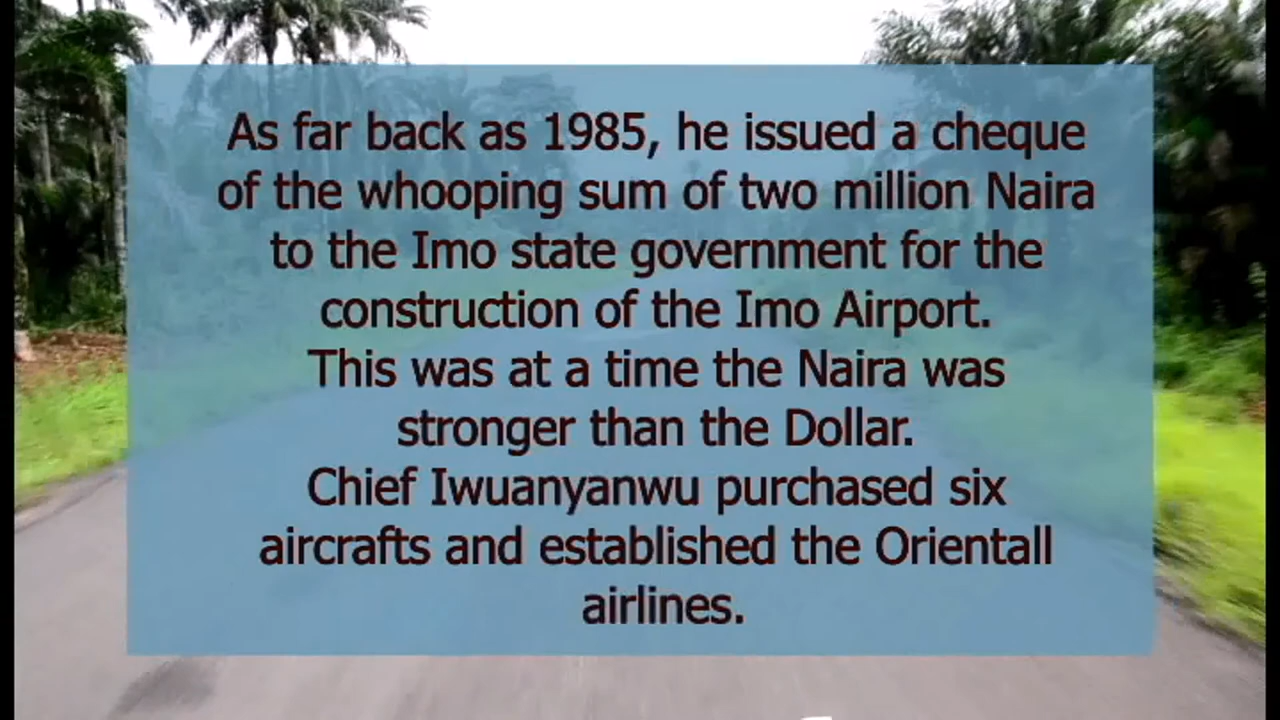 As far back as 1985, he issued a cheque
of the whooping sum of two million Naira
to the Imo state government for the
construction of the Imo Airport.
This was at a time the Naira was
stronger than the Dollar.
Chief Iwuanyanwu purchased six
aircrafts and established the Orientall
airlines.